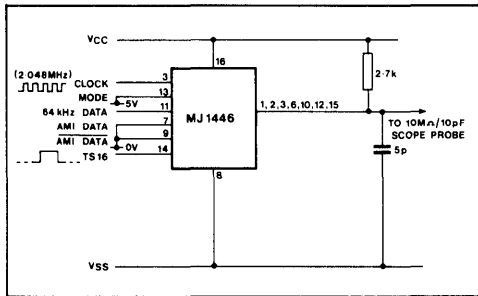 VCC
16
(2·048MHz)
CLOCK 3
MODE 13
5V
64kHz DATA 11
AMI DATA 7
AMI DATA 9
0V
TS16 14
MJ1446
1, 2, 3, 6, 10, 12, 15
2·7k
TO 10MΩ/10pF
SCOPE PROBE
5p
8
VSS